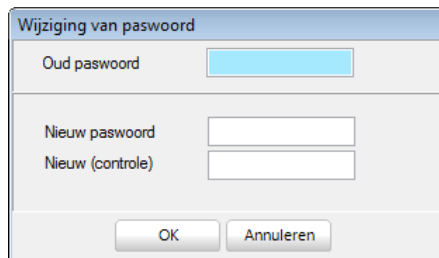 Wijziging van paswoord
Oud paswoord
Nieuw paswoord
Nieuw (controle)
OK Annuleren